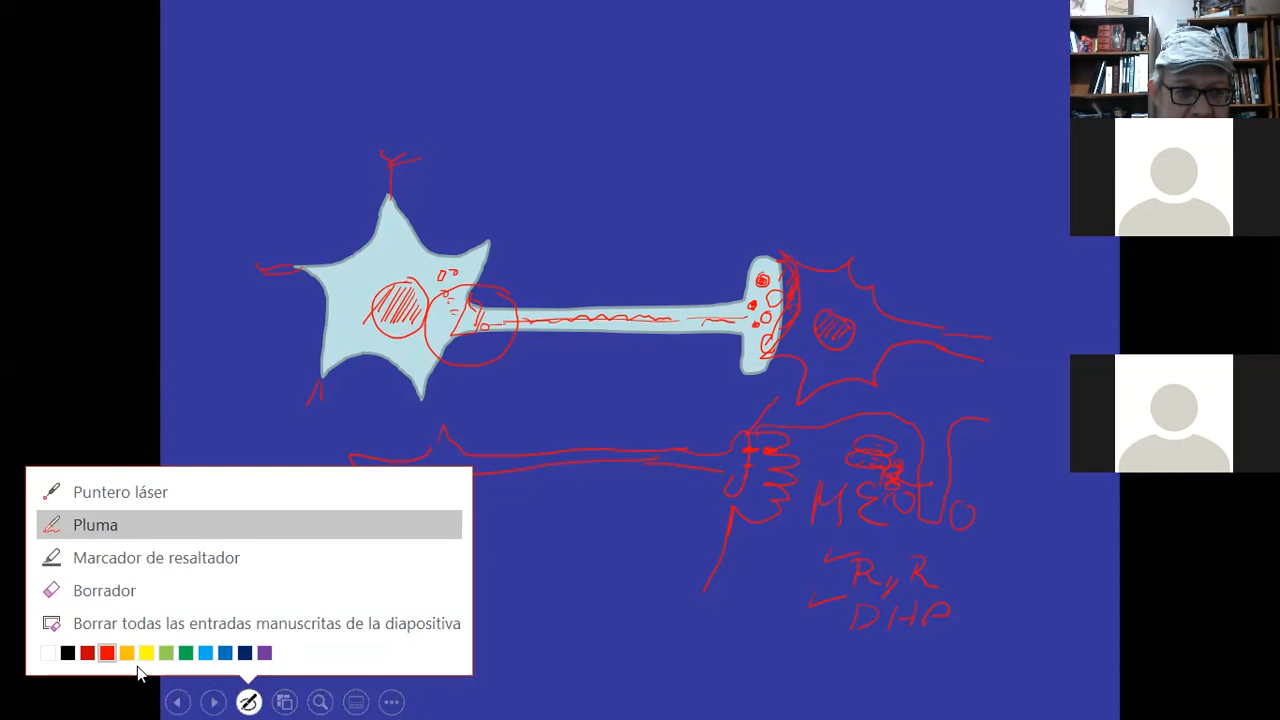 Puntero láser
Pluma
Marcador de resaltador
Borrador
Borrar todas las entradas manuscritas de la diapositiva
RyR
DHP